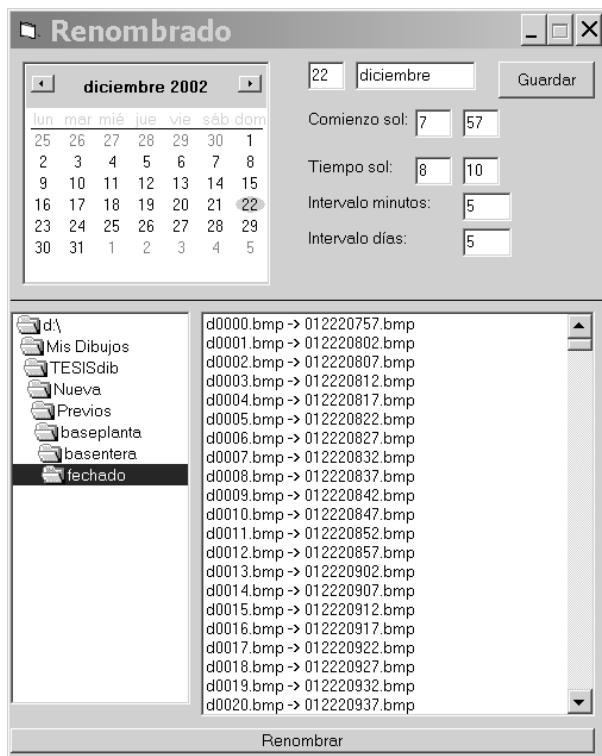 Renombrado
diciembre 2002
lun mar mié jue vie sáb dom
25 26 27 28 29 30 1
2 3 4 5 6 7 8
9 10 11 12 13 14 15
16 17 18 19 20 21 22
23 24 25 26 27 28 29
30 31 1 2 3 4 5
22 diciembre
Guardar
Comienzo sol: 7 57
Tiempo sol: 8 10
Intervalo minutos: 5
Intervalo días: 5
d:\
Mis Dibujos
TESISdib
Nueva
Previos
baseplanta
basentera
fechado
d0000.bmp -> 012220757.bmp
d0001.bmp -> 012220802.bmp
d0002.bmp -> 012220807.bmp
d0003.bmp -> 012220812.bmp
d0004.bmp -> 012220817.bmp
d0005.bmp -> 012220822.bmp
d0006.bmp -> 012220827.bmp
d0007.bmp -> 012220832.bmp
d0008.bmp -> 012220837.bmp
d0009.bmp -> 012220842.bmp
d0010.bmp -> 012220847.bmp
d0011.bmp -> 012220852.bmp
d0012.bmp -> 012220857.bmp
d0013.bmp -> 012220902.bmp
d0014.bmp -> 012220907.bmp
d0015.bmp -> 012220912.bmp
d0016.bmp -> 012220917.bmp
d0017.bmp -> 012220922.bmp
d0018.bmp -> 012220927.bmp
d0019.bmp -> 012220932.bmp
d0020.bmp -> 012220937.bmp
Renombrar